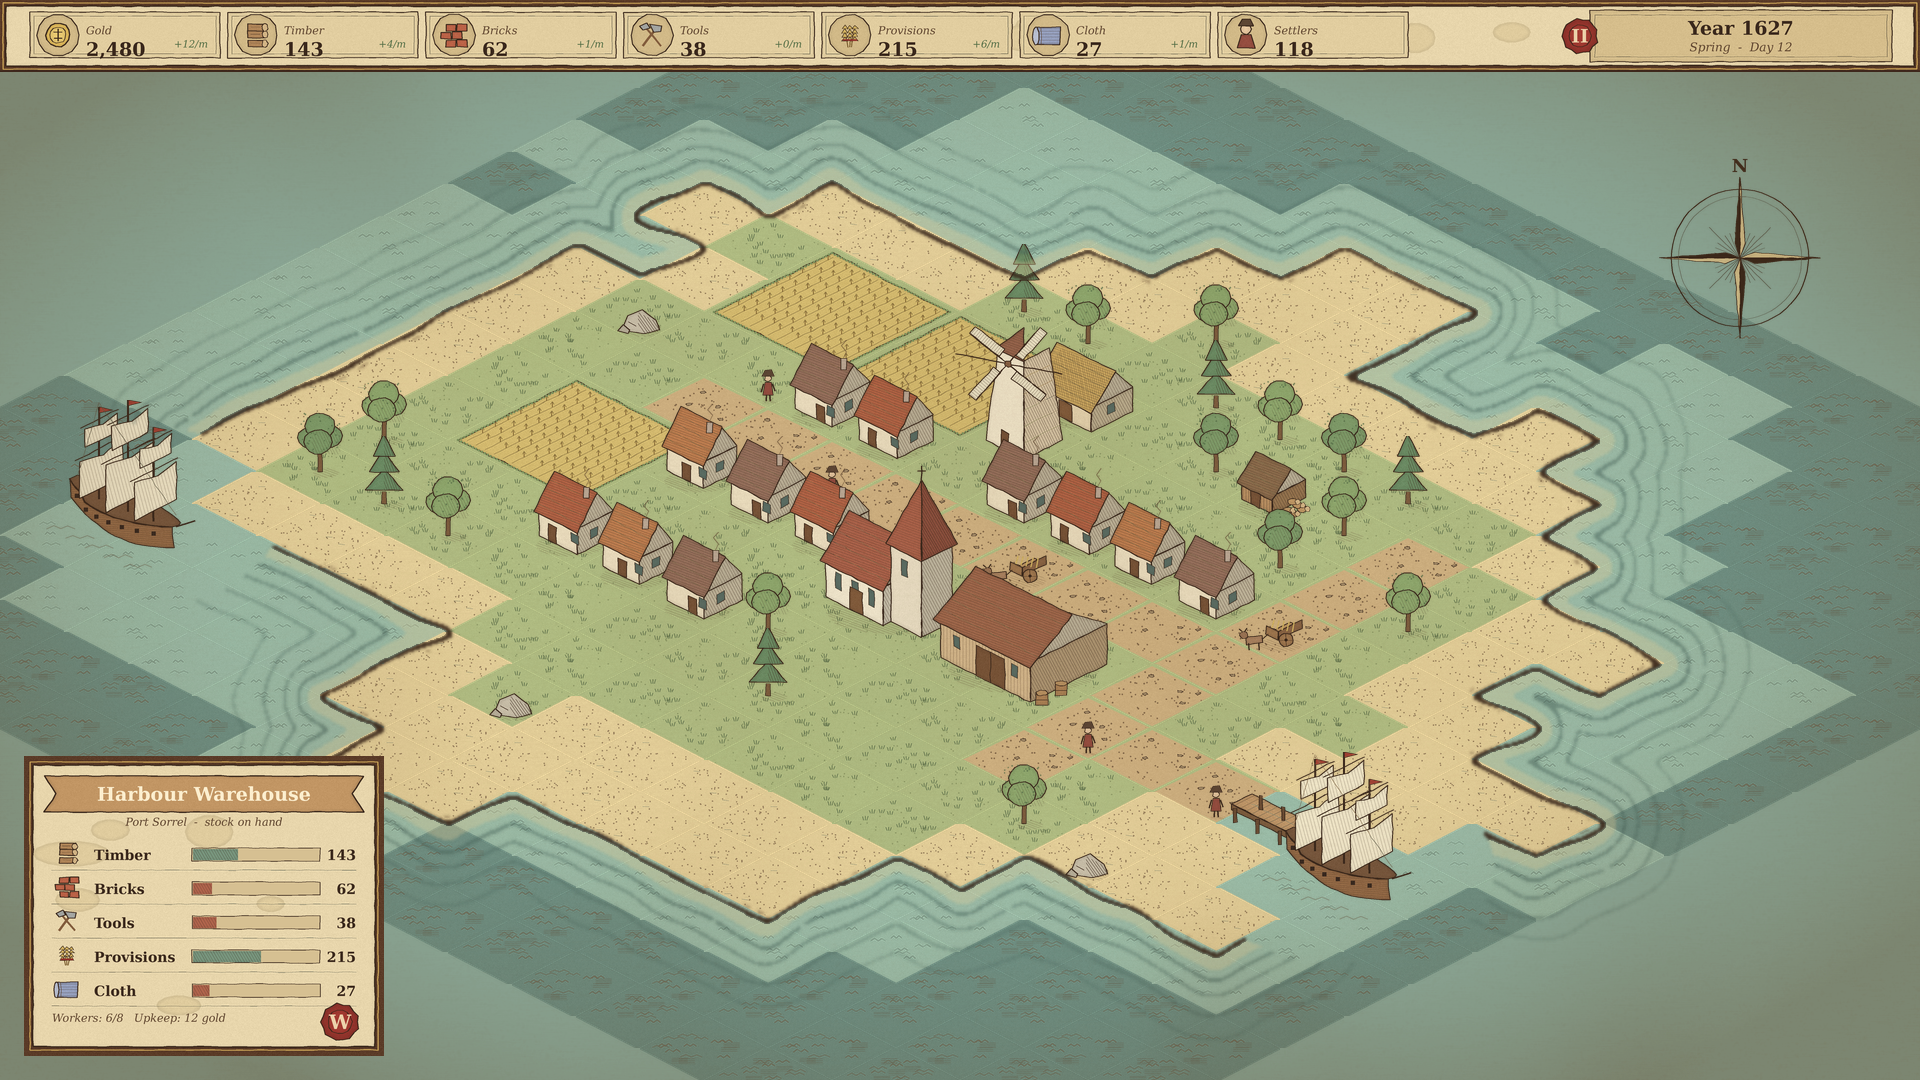 Gold
2,480 +12/m
Timber
143 +4/m
Bricks
62 +1/m
Tools
38 +0/m
Provisions
215 +6/m
Cloth
27 +1/m
Settlers
118
II
Year 1627
Spring - Day 12
N
Harbour Warehouse
Port Sorrel - stock on hand
Timber 143
Bricks 62
Tools 38
Provisions 215
Cloth 27
Workers: 6/8 Upkeep: 12 gold
W